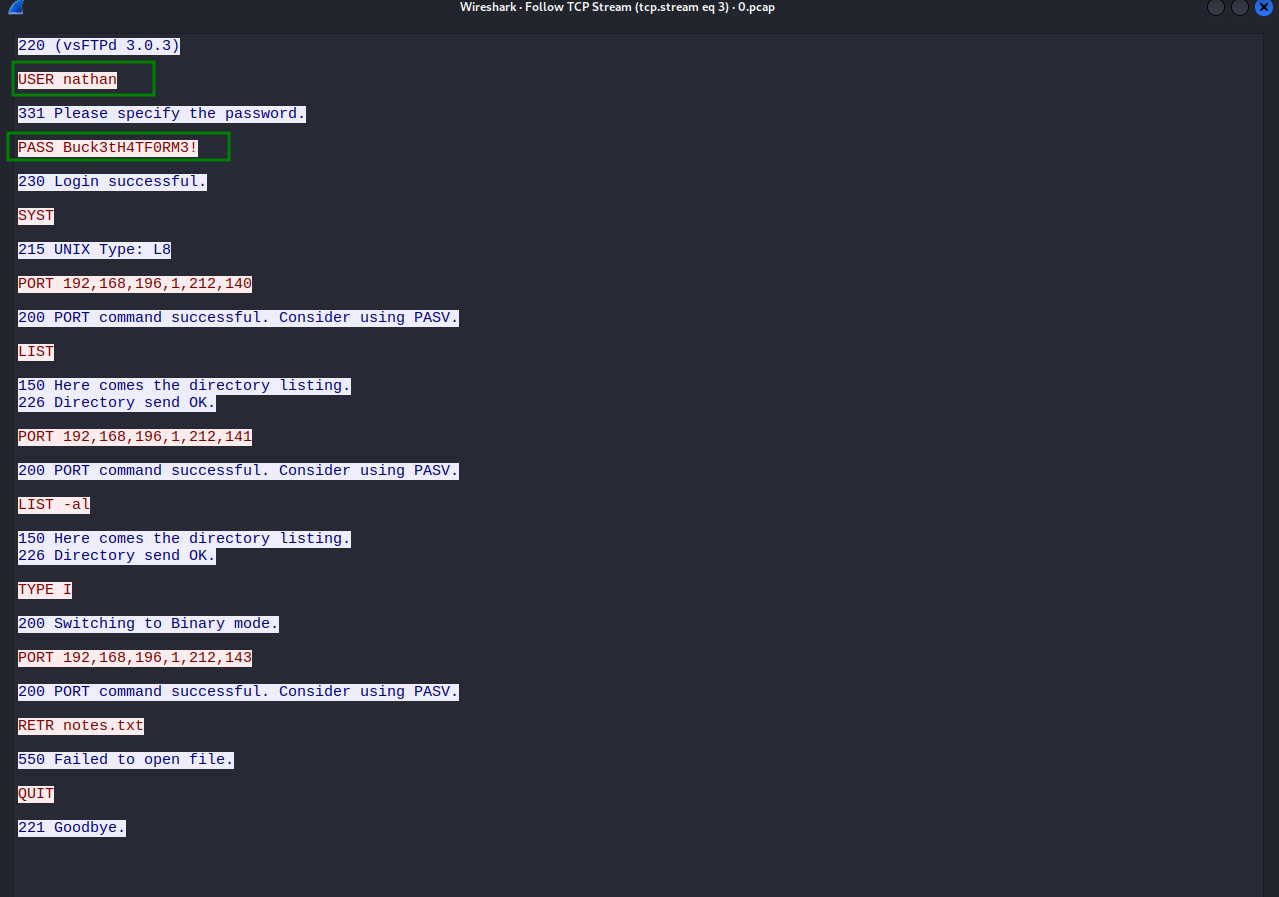 Wireshark · Follow TCP Stream (tcp.stream eq 3) · 0.pcap
220 (vsFTPd 3.0.3)
USER nathan
331 Please specify the password.
PASS Buck3tH4TF0RM3!
230 Login successful.
SYST
215 UNIX Type: L8
PORT 192,168,196,1,212,140
200 PORT command successful. Consider using PASV.
LIST
150 Here comes the directory listing.
226 Directory send OK.
PORT 192,168,196,1,212,141
200 PORT command successful. Consider using PASV.
LIST -al
150 Here comes the directory listing.
226 Directory send OK.
TYPE I
200 Switching to Binary mode.
PORT 192,168,196,1,212,143
200 PORT command successful. Consider using PASV.
RETR notes.txt
550 Failed to open file.
QUIT
221 Goodbye.